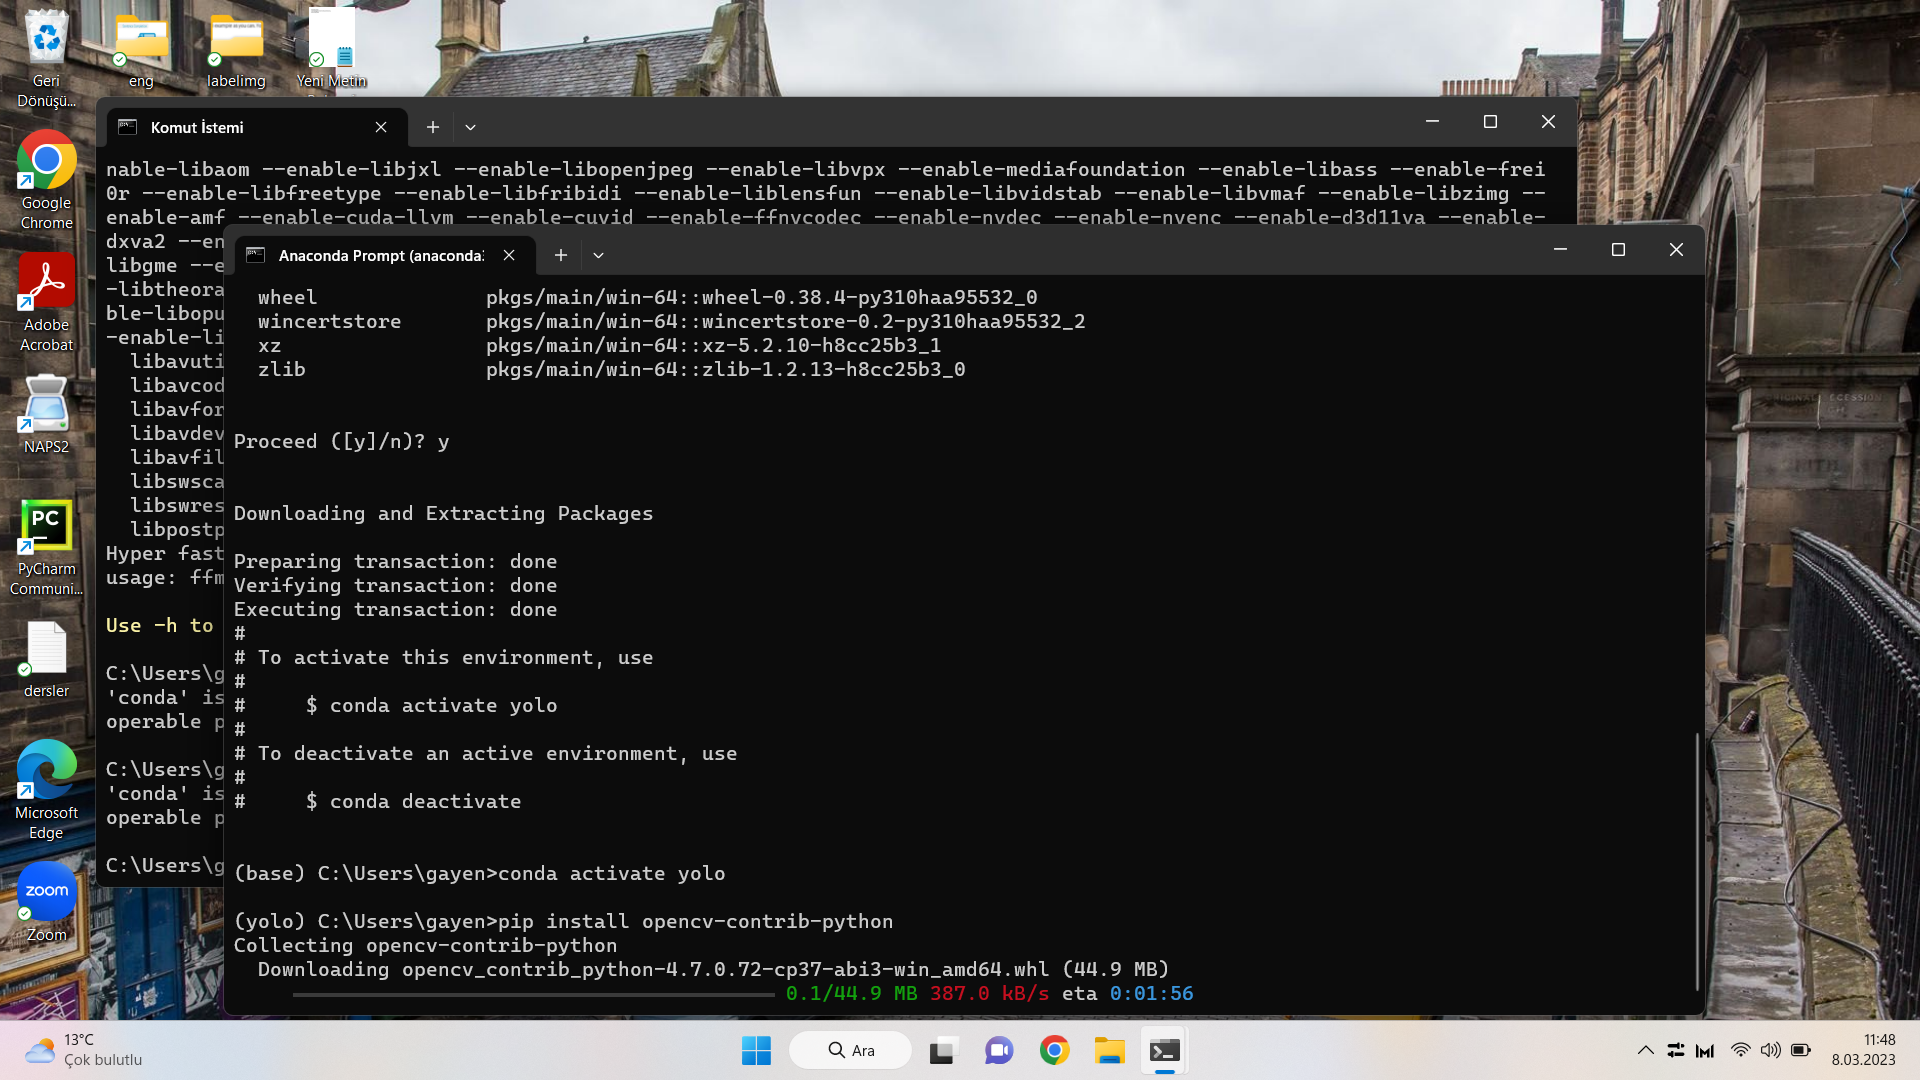 Geri
Dönüşü...
eng
labelimg
Yeni Metin
Google
Chrome
Adobe
Acrobat
NAPS2
PC
PyCharm
Communi...
dersler
Microsoft
Edge
zoom
Zoom
Komut İstemi
nable-libaom --enable-libjxl --enable-libopenjpeg --enable-libvpx --enable-mediafoundation --enable-libass --enable-frei
0r --enable-libfreetype --enable-libfribidi --enable-liblensfun --enable-libvidstab --enable-libvmaf --enable-libzimg --
enable-amf --enable-cuda-llvm --enable-cuvid --enable-ffnvcodec --enable-nvdec --enable-nvenc --enable-d3d11va --enable-
dxva2 --en
libgme --e
-libtheora
ble-libopu
-enable-li
libavuti
libavcod
libavfor
libavdev
libavfil
libswsca
libswres
libpostp
Hyper fast
usage: ffm
Use -h to
C:\Users\g
'conda' is
operable p
C:\Users\g
'conda' is
operable p
C:\Users\g
Anaconda Prompt (anaconda3
wheel pkgs/main/win-64::wheel-0.38.4-py310haa95532_0
wincertstore pkgs/main/win-64::wincertstore-0.2-py310haa95532_2
xz pkgs/main/win-64::xz-5.2.10-h8cc25b3_1
zlib pkgs/main/win-64::zlib-1.2.13-h8cc25b3_0
Proceed ([y]/n)? y
Downloading and Extracting Packages
Preparing transaction: done
Verifying transaction: done
Executing transaction: done
#
# To activate this environment, use
#
# $ conda activate yolo
#
# To deactivate an active environment, use
#
# $ conda deactivate
(base) C:\Users\gayen>conda activate yolo
(yolo) C:\Users\gayen>pip install opencv-contrib-python
Collecting opencv-contrib-python
Downloading opencv_contrib_python-4.7.0.72-cp37-abi3-win_amd64.whl (44.9 MB)
0.1/44.9 MB 387.0 kB/s eta 0:01:56
13°C
Çok bulutlu
Ara
11:48
8.03.2023